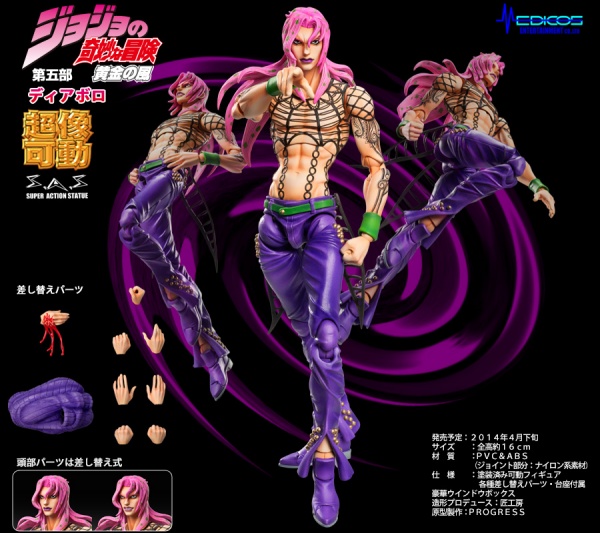 ジョジョの
奇妙な冒険
第五部 黄金の風
ディアボロ
超像
可動
S.A.S
SUPER ACTION STATUE
MEDICOS
ENTERTAINMENT CO.,LTD
差し替えパーツ
頭部パーツは差し替え式
発売予定：２０１４年４月下旬
サイズ　：全高約１６ｃｍ
材　質　：ＰＶＣ＆ＡＢＳ
（ジョイント部分：ナイロン系素材）
仕　様　：塗装済み可動フィギュア
各種差し替えパーツ・台座付属
豪華ウインドウボックス
造形プロデュース：匠工房
原型製作：ＰＲＯＧＲＥＳＳ